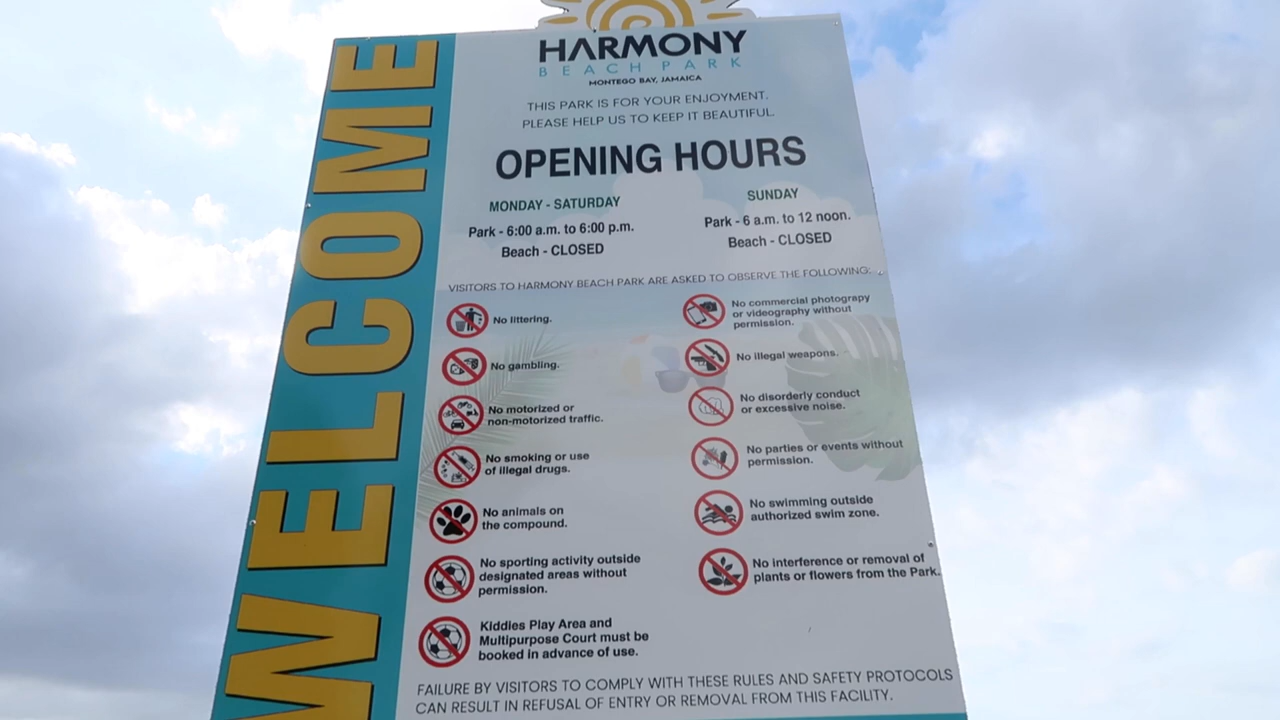 WELCOME
HARMONY
BEACH PARK
MONTEGO BAY, JAMAICA
THIS PARK IS FOR YOUR ENJOYMENT.
PLEASE HELP US TO KEEP IT BEAUTIFUL.
OPENING HOURS
MONDAY - SATURDAY
Park - 6:00 a.m. to 6:00 p.m.
Beach - CLOSED
SUNDAY
Park - 6 a.m. to 12 noon.
Beach - CLOSED
VISITORS TO HARMONY BEACH PARK ARE ASKED TO OBSERVE THE FOLLOWING:
No littering.
No gambling.
No motorized or
non-motorized traffic.
No smoking or use
of illegal drugs.
No animals on
the compound.
No sporting activity outside
designated areas without
permission.
Kiddies Play Area and
Multipurpose Court must be
booked in advance of use.
No commercial photograpy
or videography without
permission.
No illegal weapons.
No disorderly conduct
or excessive noise.
No parties or events without
permission.
No swimming outside
authorized swim zone.
No interference or removal of
plants or flowers from the Park.
FAILURE BY VISITORS TO COMPLY WITH THESE RULES AND SAFETY PROTOCOLS
CAN RESULT IN REFUSAL OF ENTRY OR REMOVAL FROM THIS FACILITY.